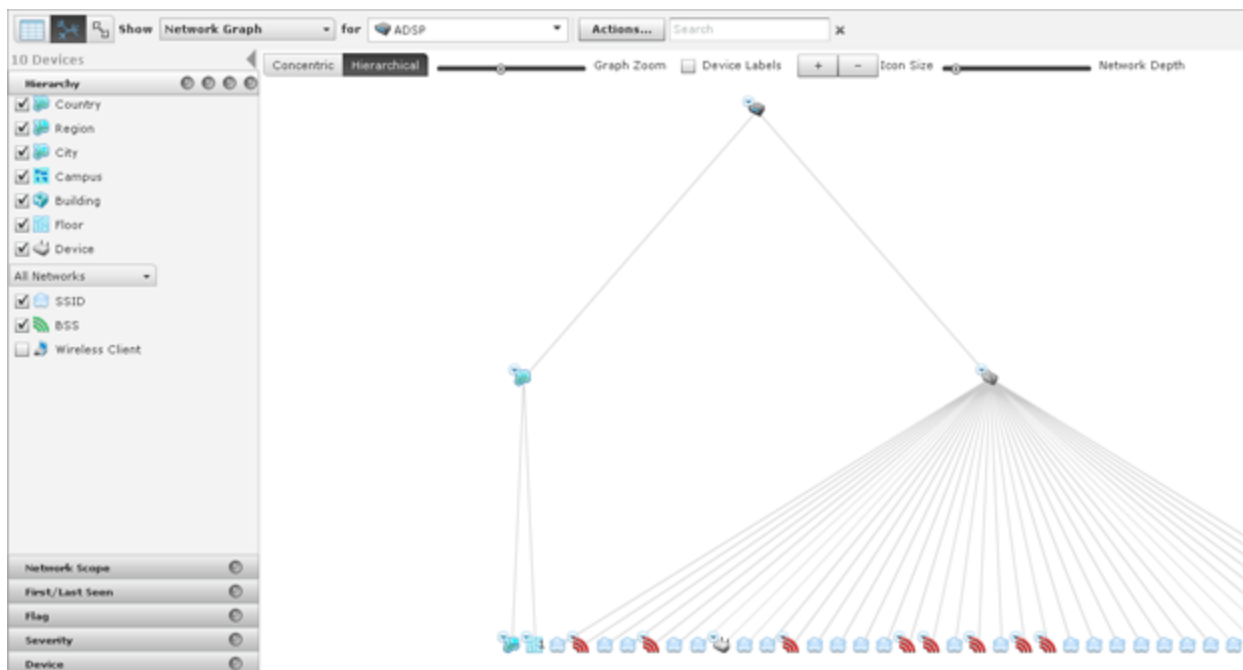 Show Network Graph for ADSP Actions... Search x
10 Devices
Concentric Hierarchical Graph Zoom Device Labels + - Icon Size Network Depth
Hierarchy
Country
Region
City
Campus
Building
Floor
Device
All Networks
SSID
BSS
Wireless Client
Network Scope
First/Last Seen
Flag
Severity
Device